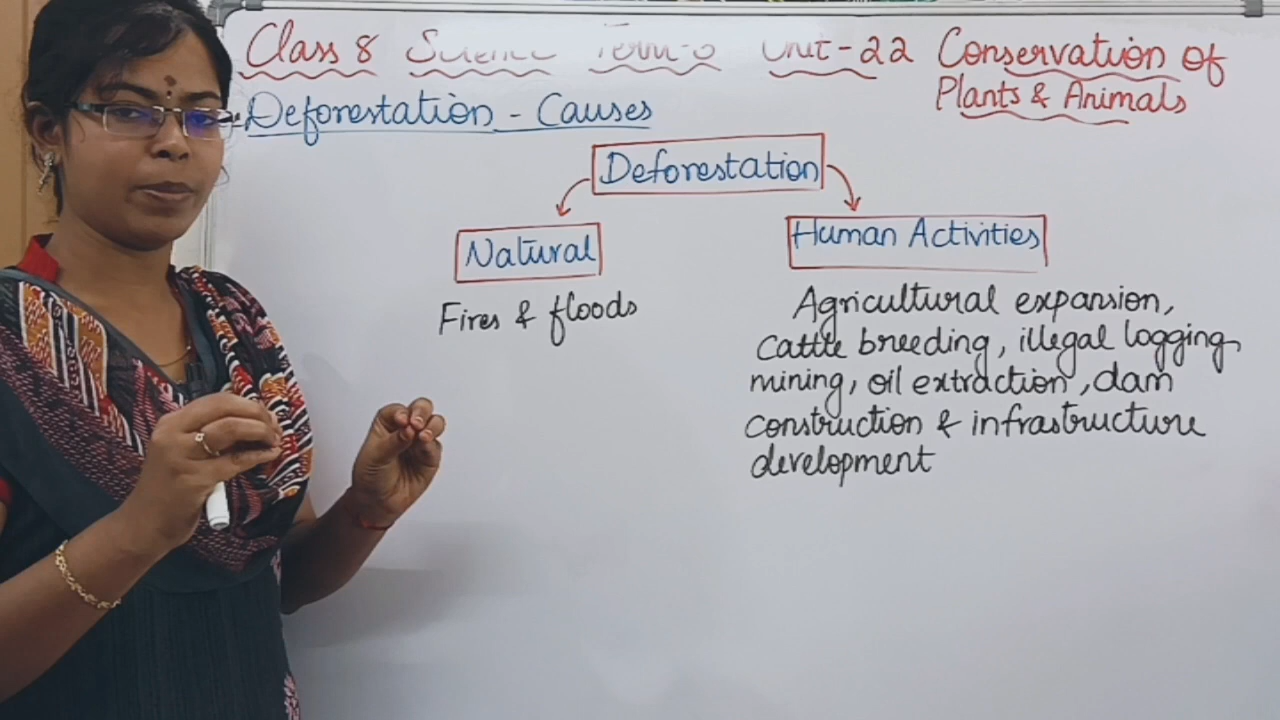 Class 8 Science Term-3 Unit-22 Conservation of
Plants & Animals
Deforestation - Causes
Deforestation
Natural
Human Activities
Fires & floods
Agricultural expansion,
cattle breeding, illegal logging,
mining, oil extraction, dam
construction & infrastructure
development